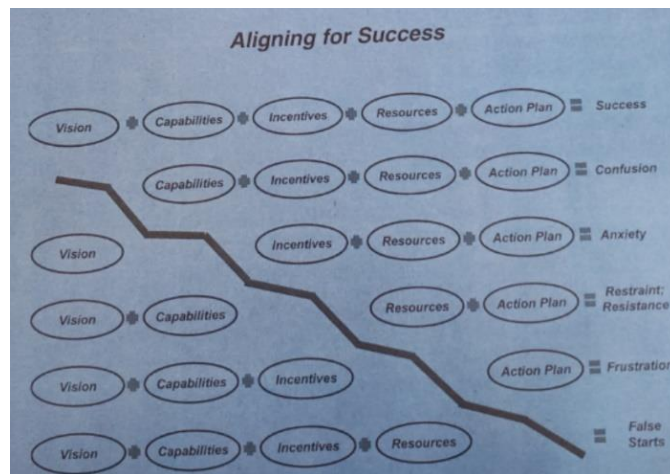 Aligning for Success
Vision + Capabilities + Incentives + Resources + Action Plan = Success
Capabilities + Incentives + Resources + Action Plan = Confusion
Vision Incentives + Resources + Action Plan = Anxiety
Vision + Capabilities Resources + Action Plan = Restraint;
Resistance
Vision + Capabilities + Incentives Action Plan = Frustration
Vision + Capabilities + Incentives + Resources = False
Starts